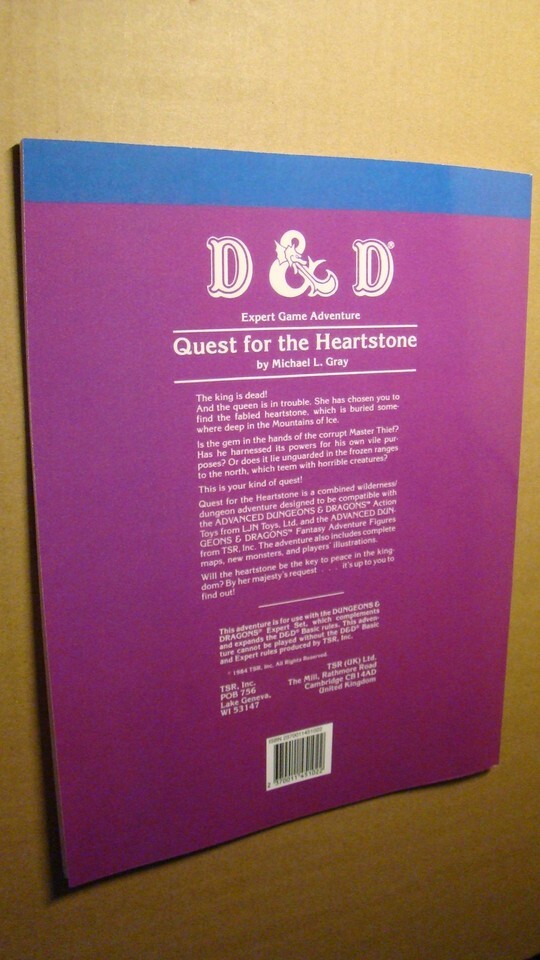 D & D®
Expert Game Adventure
Quest for the Heartstone
by Michael L. Gray
The king is dead!
And the queen is in trouble. She has chosen you to
find the fabled heartstone, which is buried some-
where deep in the Mountains of Ice.
Is the gem in the hands of the corrupt Master Thief?
Has he harnessed its powers for his own vile pur-
poses? Or does it lie unguarded in the frozen ranges
to the north, which teem with horrible creatures?
This is your kind of quest!
Quest for the Heartstone is a combined wilderness/
dungeon adventure designed to be compatible with
the ADVANCED DUNGEONS & DRAGONS™ Action
Toys from LJN Toys, Ltd. and the ADVANCED DUN-
GEONS & DRAGONS™ Fantasy Adventure Figures
from TSR, Inc. The adventure also includes complete
maps, new monsters, and players' illustrations.
Will the heartstone be the key to peace in the king-
dom? By her majesty's request . . . it's up to you to
find out!
This adventure is for use with the DUNGEONS &
DRAGONS® Expert Set, which complements
and expands the D&D® Basic rules. This adven-
ture cannot be played without the D&D® Basic
and Expert rules produced by TSR, Inc.
© 1984 TSR, Inc. All Rights Reserved.
TSR, Inc.
POB 756
Lake Geneva,
WI 53147
TSR (UK) Ltd.
The Mill, Rathmore Road
Cambridge CB14AD
United Kingdom